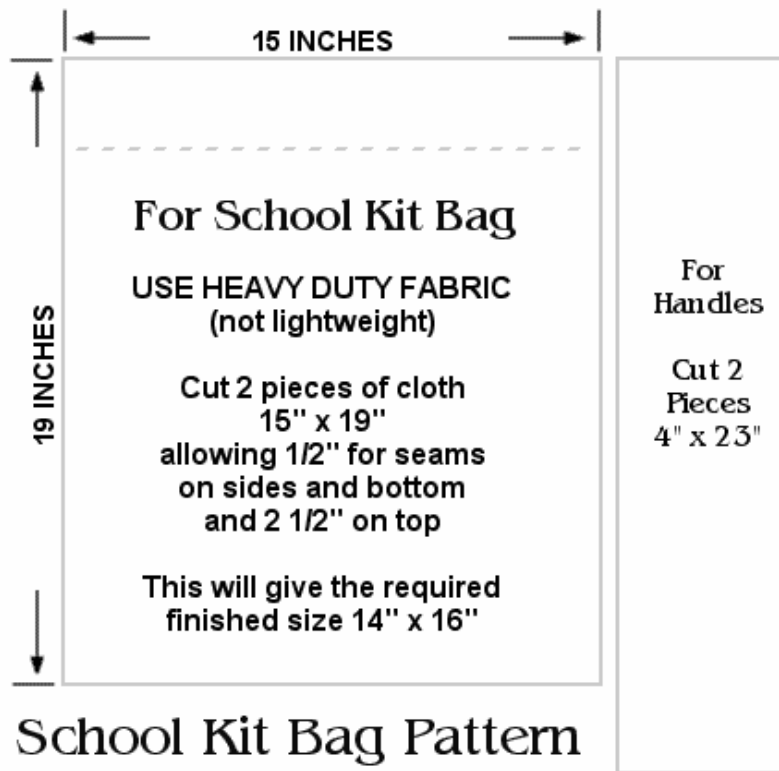 15 INCHES
19 INCHES
For School Kit Bag
USE HEAVY DUTY FABRIC
(not lightweight)
Cut 2 pieces of cloth
15" x 19"
allowing 1/2" for seams
on sides and bottom
and 2 1/2" on top
This will give the required
finished size 14" x 16"
For
Handles
Cut 2
Pieces
4" x 23"
School Kit Bag Pattern